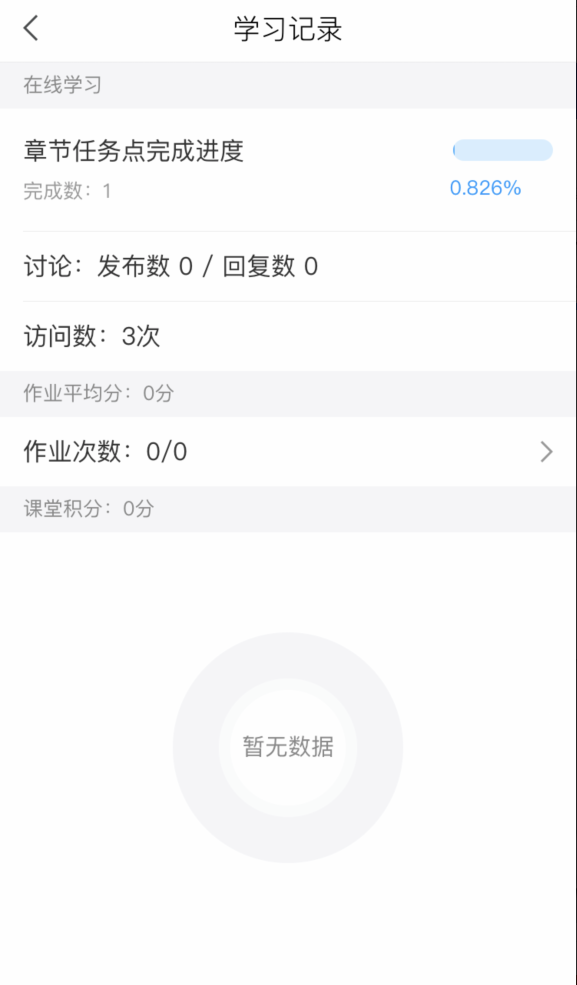 学习记录
在线学习
章节任务点完成进度
完成数：1
0.826%
讨论：发布数 0 / 回复数 0
访问数：3次
作业平均分：0分
作业次数：0/0
课堂积分：0分
暂无数据